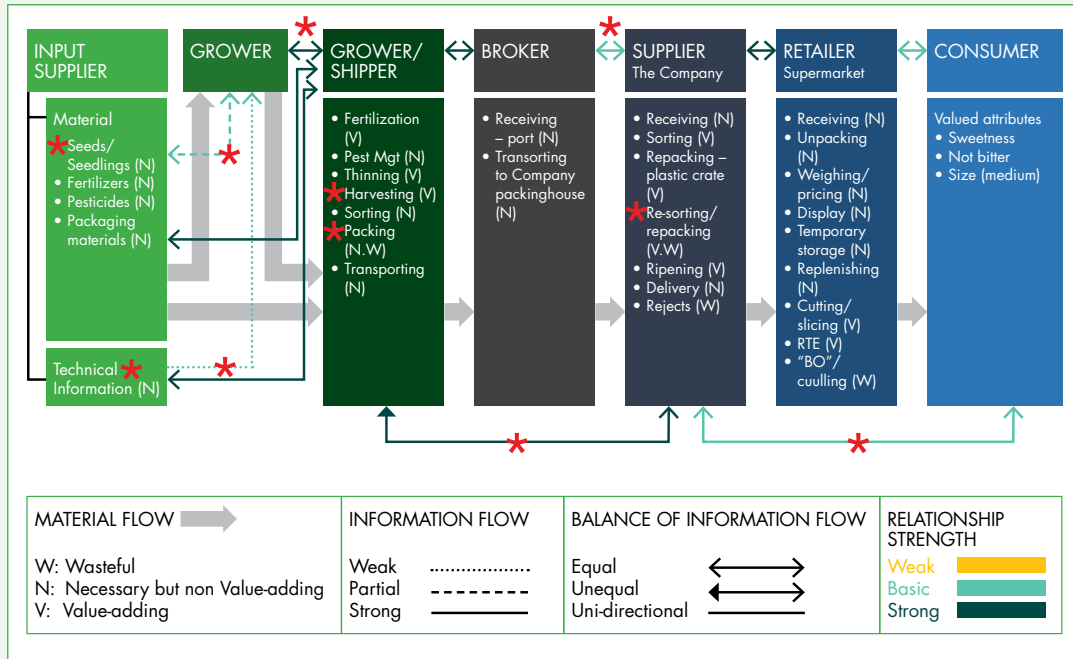 INPUT
SUPPLIER
GROWER
GROWER/
SHIPPER
BROKER
SUPPLIER
The Company
RETAILER
Supermarket
CONSUMER
Material
• Seeds/
Seedlings (N)
• Fertilizers (N)
• Pesticides (N)
• Packaging
materials (N)
Technical
Information (N)
• Fertilization
(V)
• Pest Mgt (N)
• Thinning (V)
• Harvesting (V)
• Sorting (N)
• Packing
(N.W)
• Transporting
(N)
• Receiving
– port (N)
• Transorting
to Company
packinghouse
(N)
• Receiving (N)
• Sorting (V)
• Repacking –
plastic crate
(V)
• Re-sorting/
repacking
(V.W)
• Ripening (V)
• Delivery (N)
• Rejects (W)
• Receiving (N)
• Unpacking
(N)
• Weighing/
pricing (N)
• Display (N)
• Temporary
storage (N)
• Replenishing
(N)
• Cutting/
slicing (V)
• RTE (V)
• "BO"/
cuulling (W)
Valued attributes
• Sweetness
• Not bitter
• Size (medium)
MATERIAL FLOW
W: Wasteful
N: Necessary but non Value-adding
V: Value-adding
INFORMATION FLOW
Weak
Partial
Strong
BALANCE OF INFORMATION FLOW
Equal
Unequal
Uni-directional
RELATIONSHIP
STRENGTH
Weak
Basic
Strong